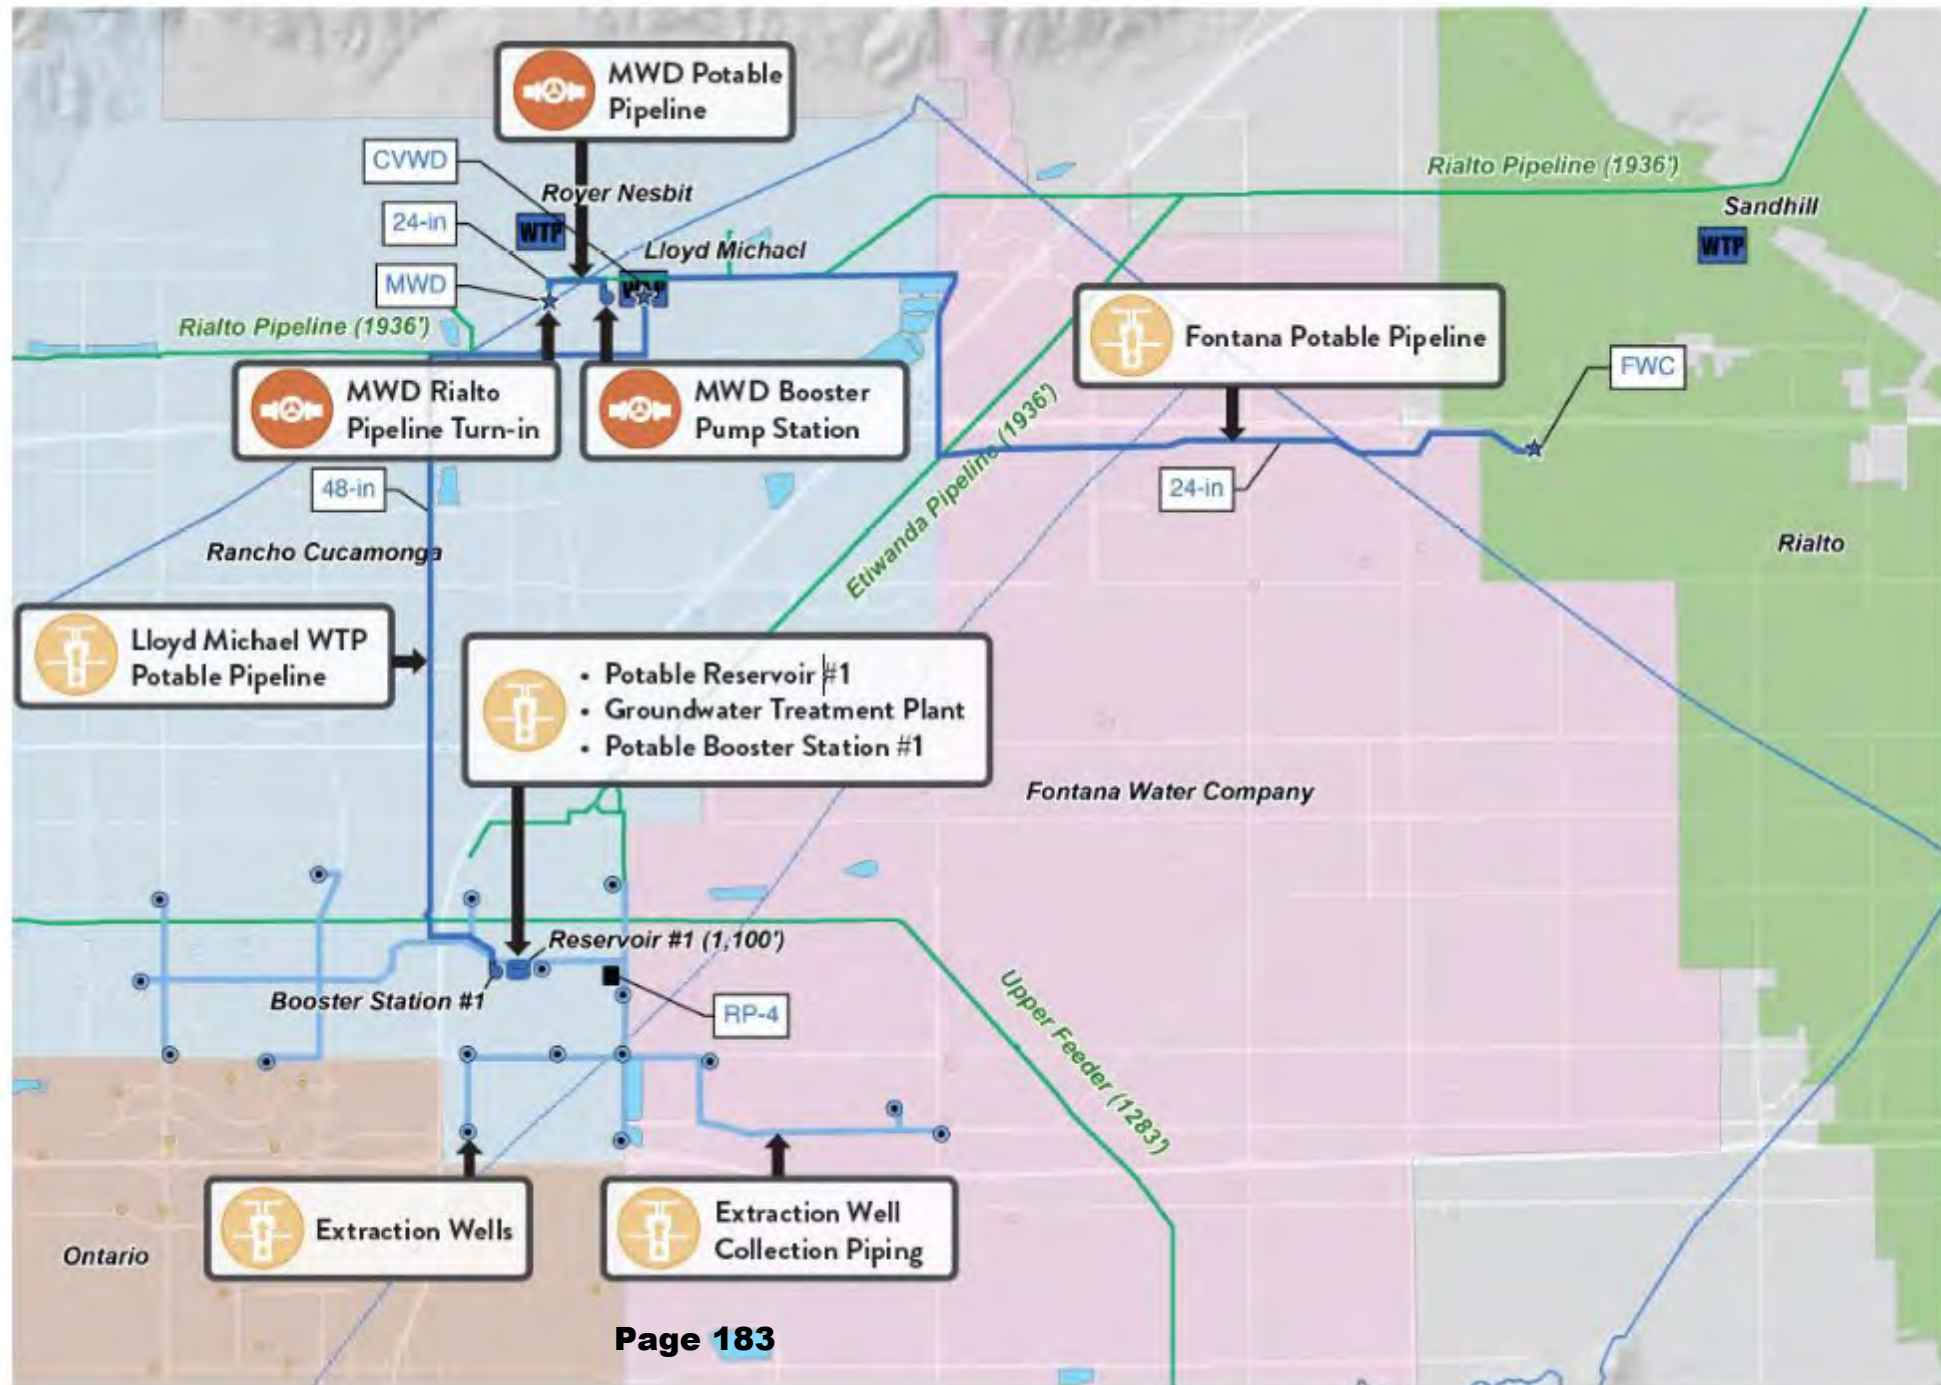 MWD Potable
Pipeline
CVWD
Royer Nesbit
24-in
WTP
Lloyd Michael
MWD
Rialto Pipeline (1936')
Rialto Pipeline (1936')
Sandhill
WTP
MWD Rialto
Pipeline Turn-in
MWD Booster
Pump Station
Fontana Potable Pipeline
FWC
48-in
24-in
Etiwanda Pipeline (1936')
Rancho Cucamonga
Rialto
Lloyd Michael WTP
Potable Pipeline
• Potable Reservoir #1
• Groundwater Treatment Plant
• Potable Booster Station #1
Fontana Water Company
Reservoir #1 (1,100')
Booster Station #1
RP-4
Upper Feeder (1283')
Extraction Wells
Extraction Well
Collection Piping
Ontario
Page 183